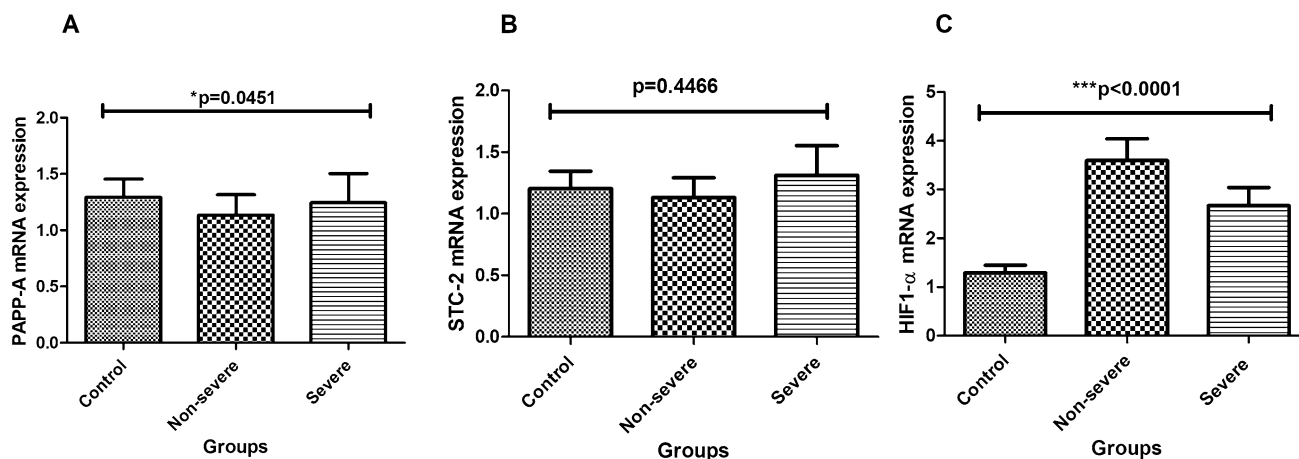 A
*p=0.0451
PAPP-A mRNA expression
2.0
1.5
1.0
0.5
0.0
Control
Non-severe
Severe
Groups
B
p=0.4466
STC-2 mRNA expression
2.0
1.5
1.0
0.5
0.0
Control
Non-severe
Severe
Groups
C
***p<0.0001
HIF1-α mRNA expression
5
4
3
2
1
0
Control
Non-severe
Severe
Groups